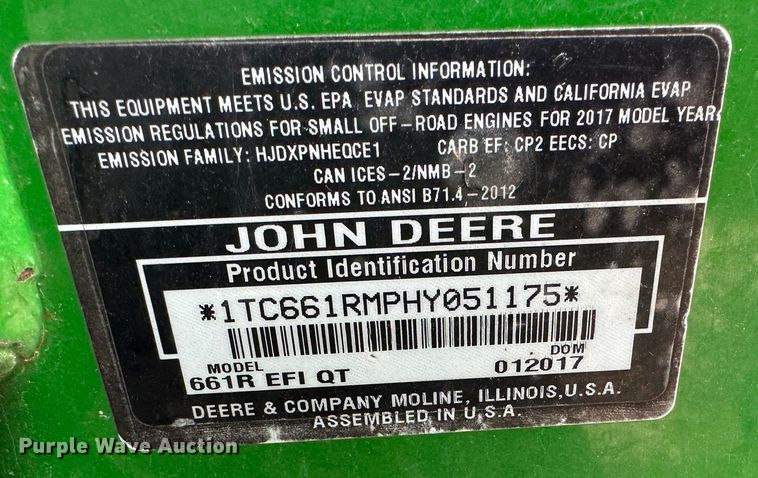 EMISSION CONTROL INFORMATION:
THIS EQUIPMENT MEETS U.S. EPA EVAP STANDARDS AND CALIFORNIA EVAP
EMISSION REGULATIONS FOR SMALL OFF-ROAD ENGINES FOR 2017 MODEL YEAR
EMISSION FAMILY: HJDXPNHEQCE1 CARB EF: CP2 EECS: CP
CAN ICES-2/NMB-2
CONFORMS TO ANSI B71.4-2012
JOHN DEERE
Product Identification Number
*1TC661RMPHY051175*
MODEL DOM
661R EFI QT 012017
DEERE & COMPANY MOLINE, ILLINOIS, U.S.A.
ASSEMBLED IN U.S.A.
Purple Wave Auction